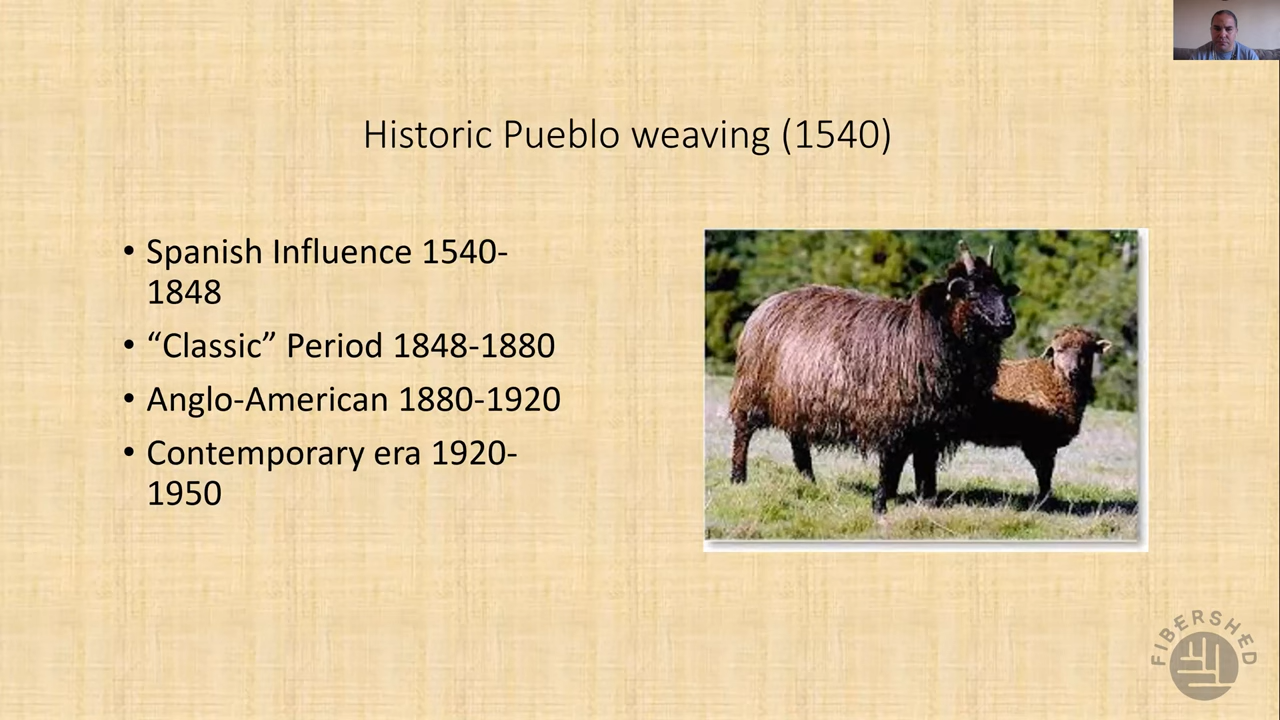 Historic Pueblo weaving (1540)
• Spanish Influence 1540-
1848
• “Classic” Period 1848-1880
• Anglo-American 1880-1920
• Contemporary era 1920-
1950
FIBERSHED